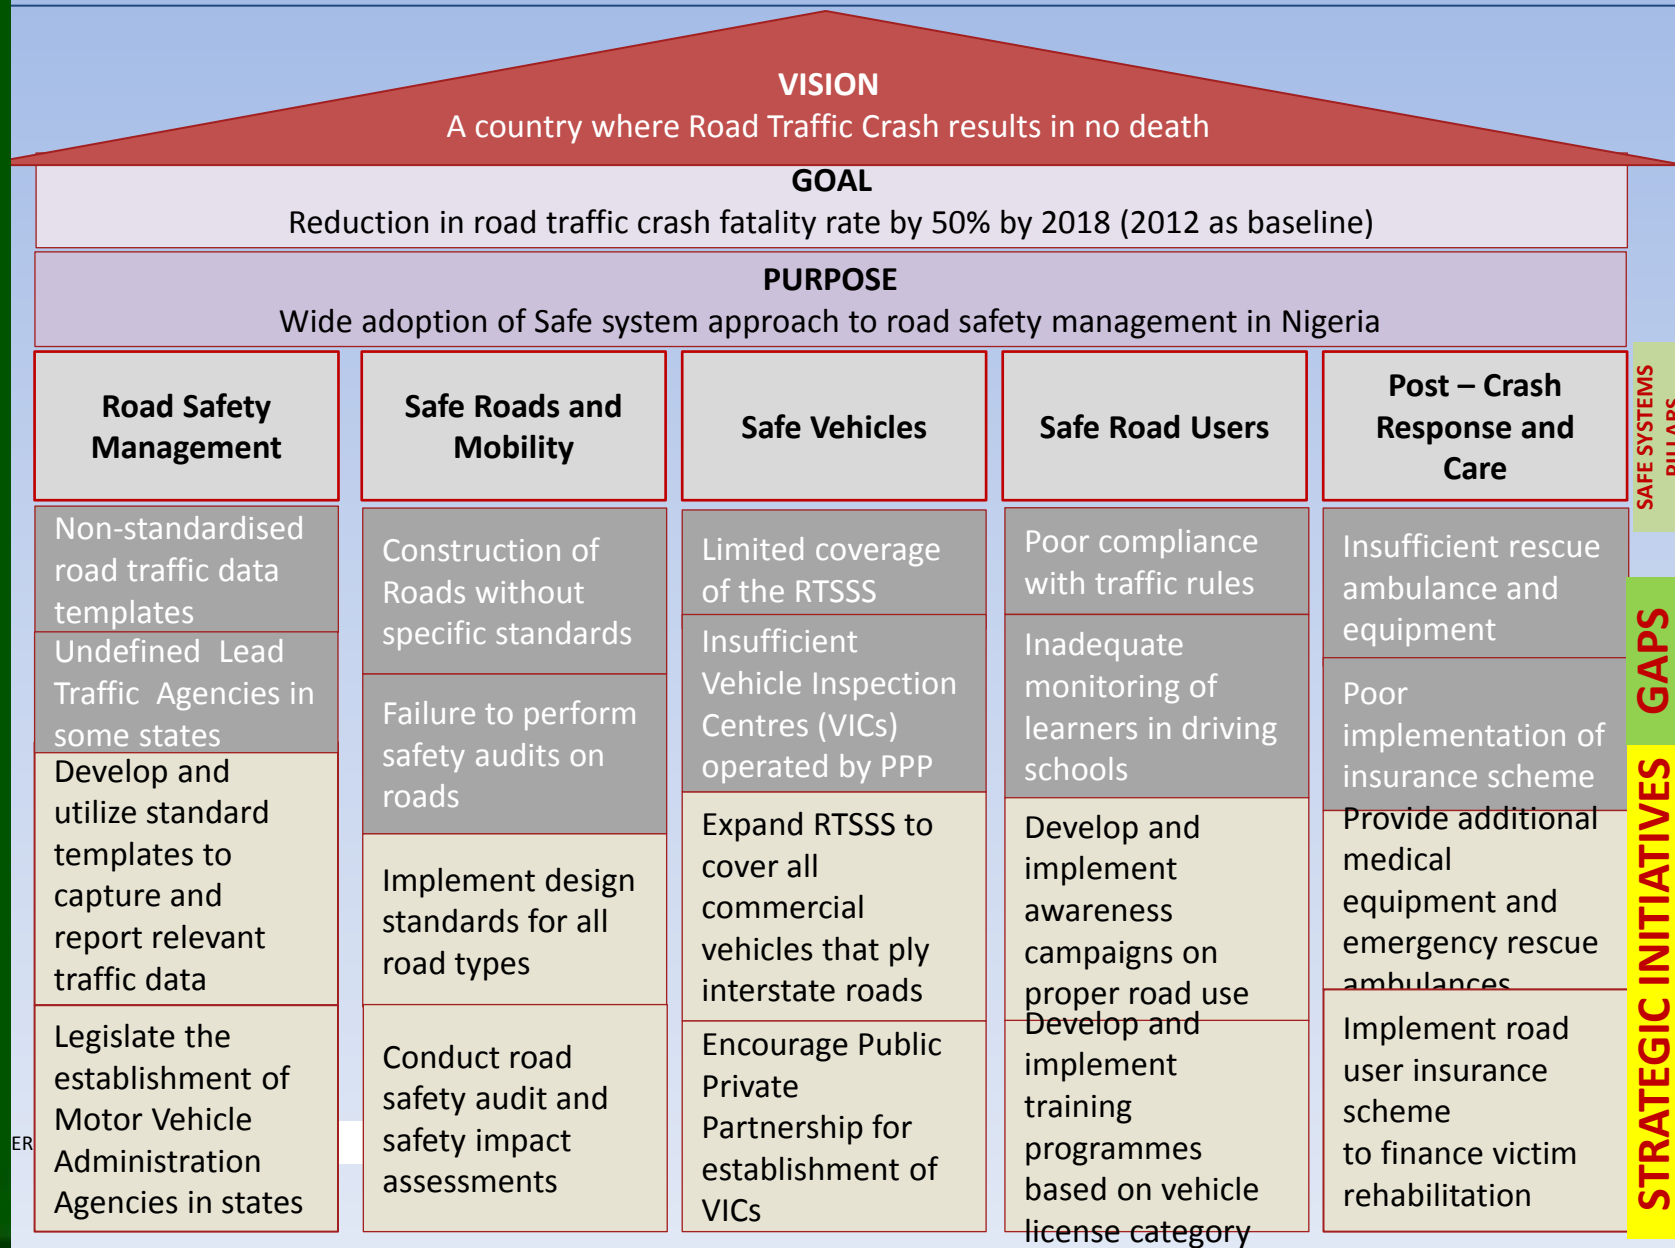 VISION
A country where Road Traffic Crash results in no death
GOAL
Reduction in road traffic crash fatality rate by 50% by 2018 (2012 as baseline)
PURPOSE
Wide adoption of Safe system approach to road safety management in Nigeria
Road Safety
Management
Safe Roads and
Mobility
Safe Vehicles
Safe Road Users
Post – Crash
Response and
Care
SAFE SYSTEMS
PILLARS
Non-standardised
road traffic data
templates
Undefined Lead
Traffic Agencies in
some states
Construction of
Roads without
specific standards
Failure to perform
safety audits on
roads
Limited coverage
of the RTSSS
Insufficient
Vehicle Inspection
Centres (VICs)
operated by PPP
Poor compliance
with traffic rules
Inadequate
monitoring of
learners in driving
schools
Insufficient rescue
ambulance and
equipment
Poor
implementation of
insurance scheme
GAPS
Develop and
utilize standard
templates to
capture and
report relevant
traffic data
Legislate the
establishment of
Motor Vehicle
Administration
Agencies in states
Implement design
standards for all
road types
Conduct road
safety audit and
safety impact
assessments
Expand RTSSS to
cover all
commercial
vehicles that ply
interstate roads
Encourage Public
Private
Partnership for
establishment of
VICs
Develop and
implement
awareness
campaigns on
proper road use
Develop and
implement
training
programmes
based on vehicle
license category
Provide additional
medical
equipment and
emergency rescue
ambulances
Implement road
user insurance
scheme
to finance victim
rehabilitation
STRATEGIC INITIATIVES
ER